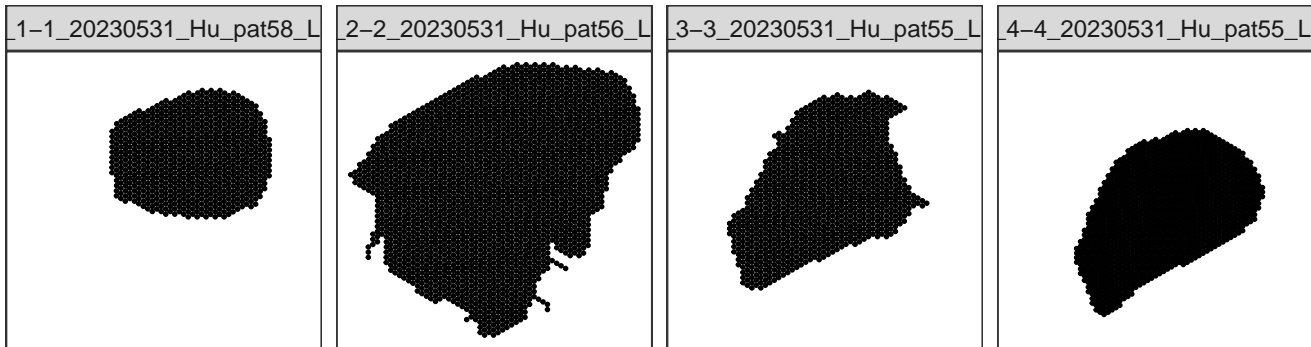 _1−1_20230531_Hu_pat58_L
_2−2_20230531_Hu_pat56_L
_3−3_20230531_Hu_pat55_L
_4−4_20230531_Hu_pat55_L